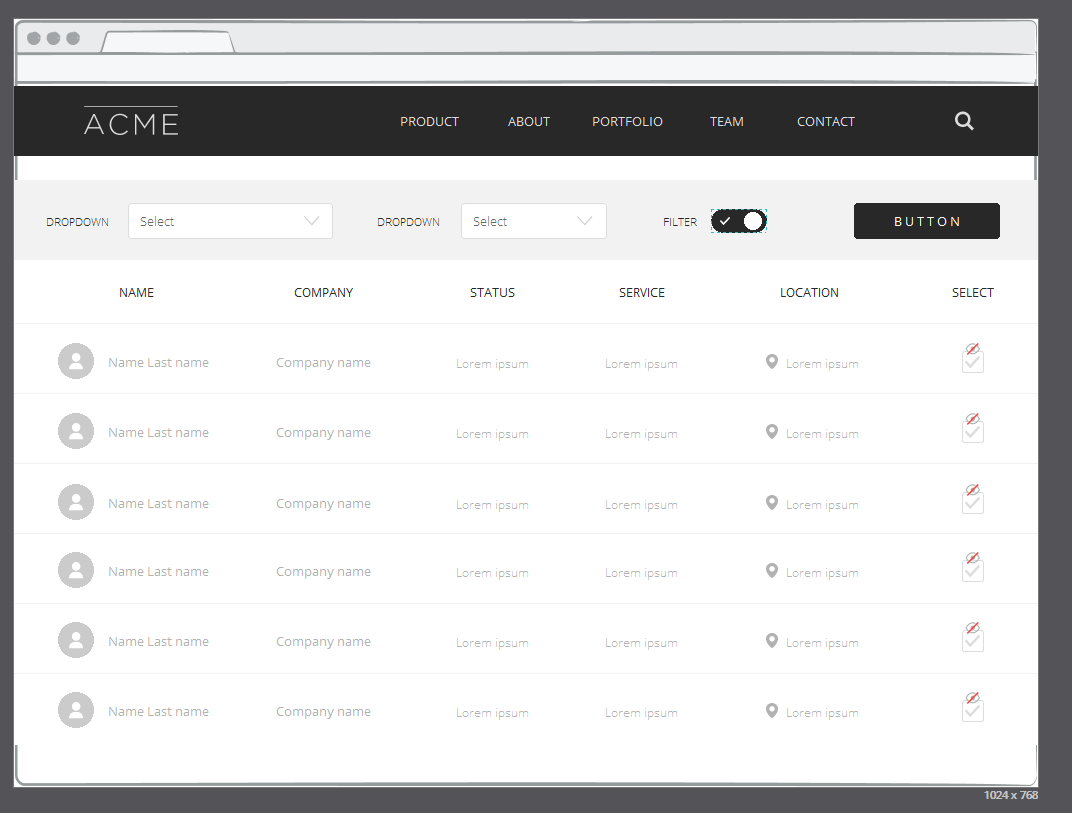 ACME PRODUCT ABOUT PORTFOLIO TEAM CONTACT
DROPDOWN Select DROPDOWN Select FILTER BUTTON
NAME COMPANY STATUS SERVICE LOCATION SELECT
Name Last name Company name Lorem ipsum Lorem ipsum Lorem ipsum
Name Last name Company name Lorem ipsum Lorem ipsum Lorem ipsum
Name Last name Company name Lorem ipsum Lorem ipsum Lorem ipsum
Name Last name Company name Lorem ipsum Lorem ipsum Lorem ipsum
Name Last name Company name Lorem ipsum Lorem ipsum Lorem ipsum
Name Last name Company name Lorem ipsum Lorem ipsum Lorem ipsum
1024 x 768